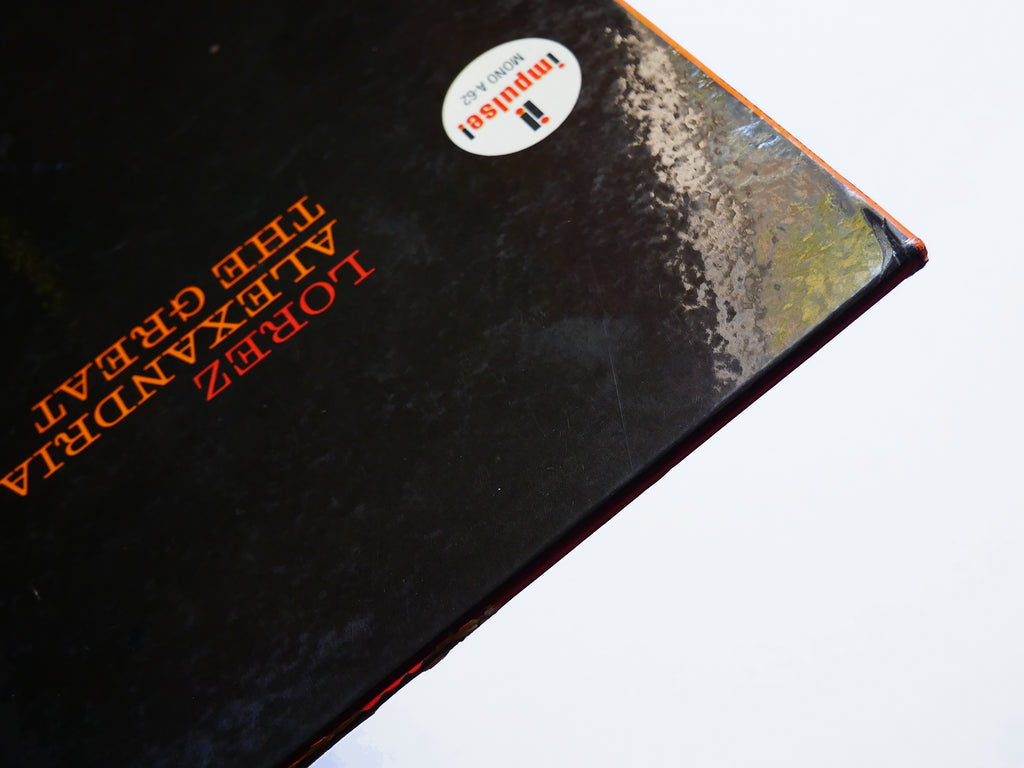 LOREZ
ALEXANDRIA
THE GREAT
impulse!
MONO A-62